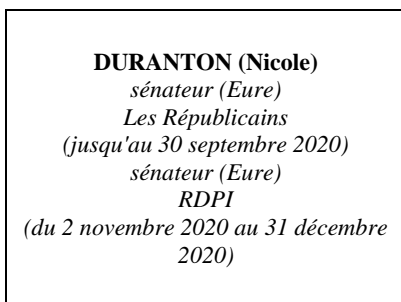 DURANTON (Nicole)
sénateur (Eure)
Les Républicains
(jusqu'au 30 septembre 2020)
sénateur (Eure)
RDPI
(du 2 novembre 2020 au 31 décembre
2020)